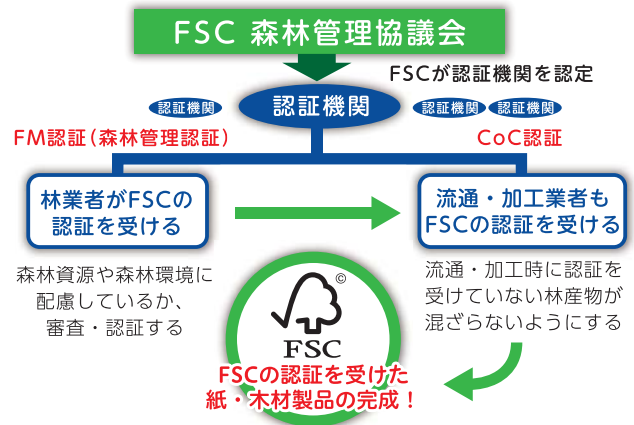 FSC 森林管理協議会
FSCが認証機関を認定
認証機関
認証機関
認証機関
認証機関
FM認証(森林管理認証)
CoC認証
林業者がFSCの
認証を受ける
流通・加工業者も
FSCの認証を受ける
森林資源や森林環境に
配慮しているか、
審査・認証する
流通・加工時に認証を
受けていない林産物が
混ざらないようにする
©
FSC
FSCの認証を受けた
紙・木材製品の完成！